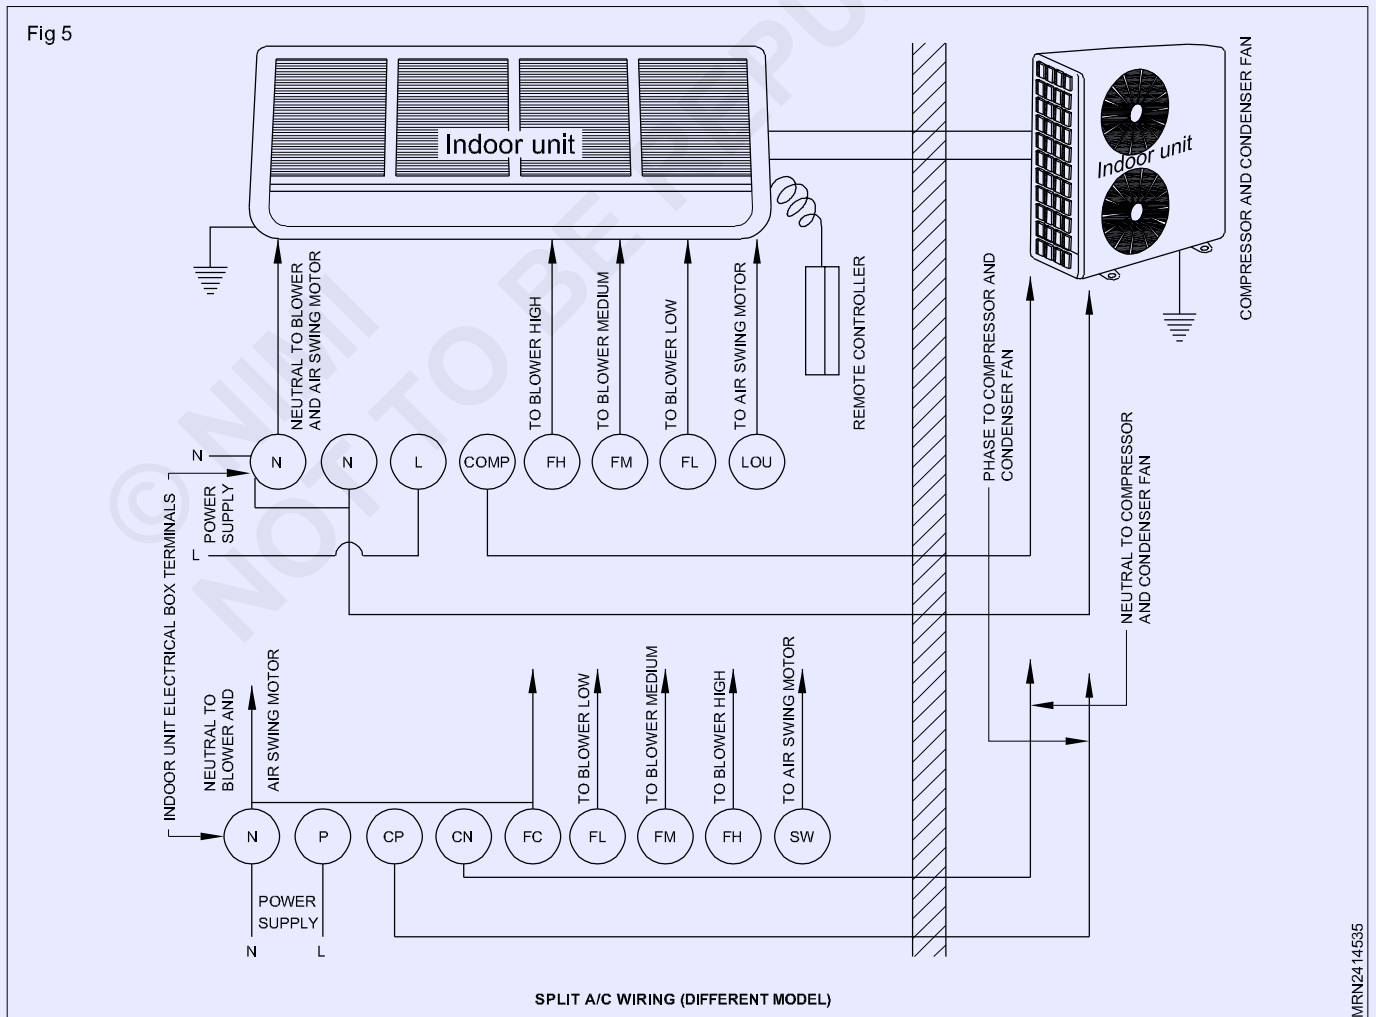 Fig 5
Indoor unit
Indoor unit
COMPRESSOR AND CONDENSER FAN
NEUTRAL TO BLOWER
AND AIR SWING MOTOR
TO BLOWER HIGH
TO BLOWER MEDIUM
TO BLOWER LOW
TO AIR SWING MOTOR
REMOTE CONTROLLER
PHASE TO COMPRESSOR AND
CONDENSER FAN
NEUTRAL TO COMPRESSOR
AND CONDENSER FAN
N
N
N
L
COMP
FH
FM
FL
LOU
POWER
SUPPLY
L
INDOOR UNIT ELECTRICAL BOX TERMINALS
NEUTRAL TO
BLOWER AND
AIR SWING MOTOR
TO BLOWER LOW
TO BLOWER MEDIUM
TO BLOWER HIGH
TO AIR SWING MOTOR
N
P
CP
CN
FC
FL
FM
FH
SW
POWER
SUPPLY
N
L
SPLIT A/C WIRING (DIFFERENT MODEL)
MRN2414535
© NIMI
NOT TO BE